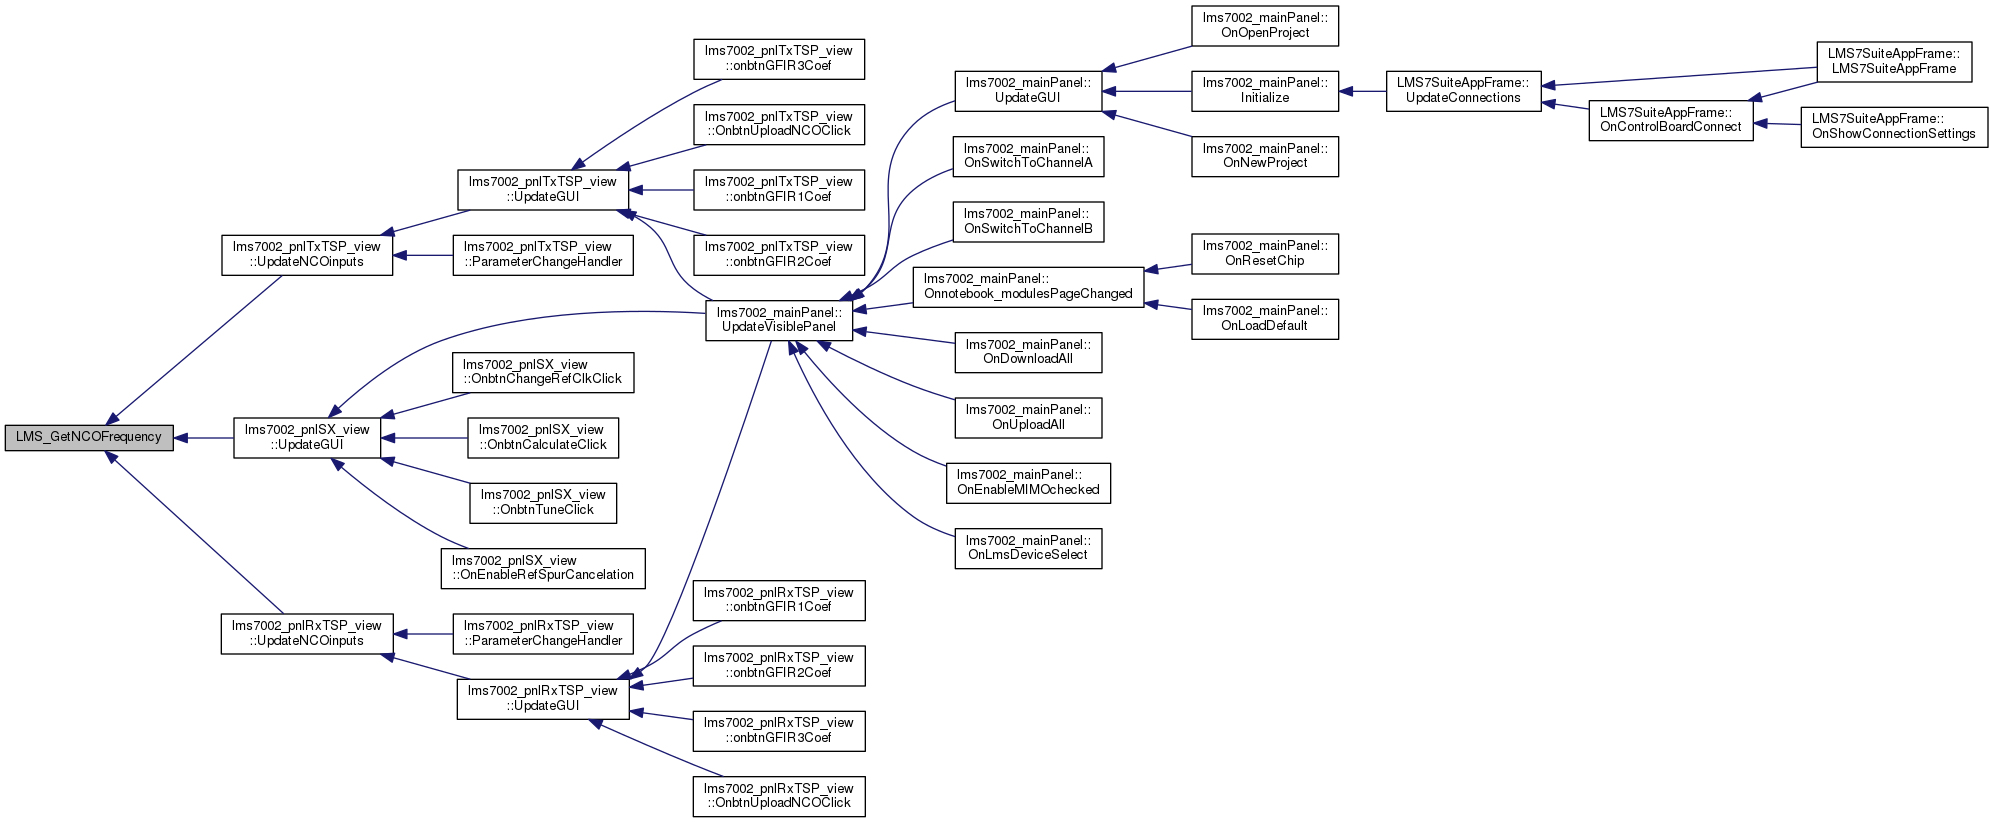 LMS_GetNCOFrequency
lms7002_pnlTxTSP_view
::UpdateNCOinputs
lms7002_pnlSX_view
::UpdateGUI
lms7002_pnlRxTSP_view
::UpdateNCOinputs
lms7002_pnlTxTSP_view
::UpdateGUI
lms7002_pnlTxTSP_view
::ParameterChangeHandler
lms7002_pnlSX_view
::OnbtnChangeRefClkClick
lms7002_pnlSX_view
::OnbtnCalculateClick
lms7002_pnlSX_view
::OnbtnTuneClick
lms7002_pnlSX_view
::OnEnableRefSpurCancelation
lms7002_pnlRxTSP_view
::ParameterChangeHandler
lms7002_pnlRxTSP_view
::UpdateGUI
lms7002_pnlTxTSP_view
::onbtnGFIR3Coef
lms7002_pnlTxTSP_view
::OnbtnUploadNCOClick
lms7002_pnlTxTSP_view
::onbtnGFIR1Coef
lms7002_pnlTxTSP_view
::onbtnGFIR2Coef
lms7002_mainPanel::
UpdateVisiblePanel
lms7002_pnlRxTSP_view
::onbtnGFIR1Coef
lms7002_pnlRxTSP_view
::onbtnGFIR2Coef
lms7002_pnlRxTSP_view
::onbtnGFIR3Coef
lms7002_pnlRxTSP_view
::OnbtnUploadNCOClick
lms7002_mainPanel::
UpdateGUI
lms7002_mainPanel::
OnSwitchToChannelA
lms7002_mainPanel::
OnSwitchToChannelB
lms7002_mainPanel::
Onnotebook_modulesPageChanged
lms7002_mainPanel::
OnDownloadAll
lms7002_mainPanel::
OnUploadAll
lms7002_mainPanel::
OnEnableMIMOchecked
lms7002_mainPanel::
OnLmsDeviceSelect
lms7002_mainPanel::
OnOpenProject
lms7002_mainPanel::
Initialize
lms7002_mainPanel::
OnNewProject
lms7002_mainPanel::
OnResetChip
lms7002_mainPanel::
OnLoadDefault
LMS7SuiteAppFrame::
UpdateConnections
LMS7SuiteAppFrame::
OnControlBoardConnect
LMS7SuiteAppFrame::
LMS7SuiteAppFrame
LMS7SuiteAppFrame::
OnShowConnectionSettings